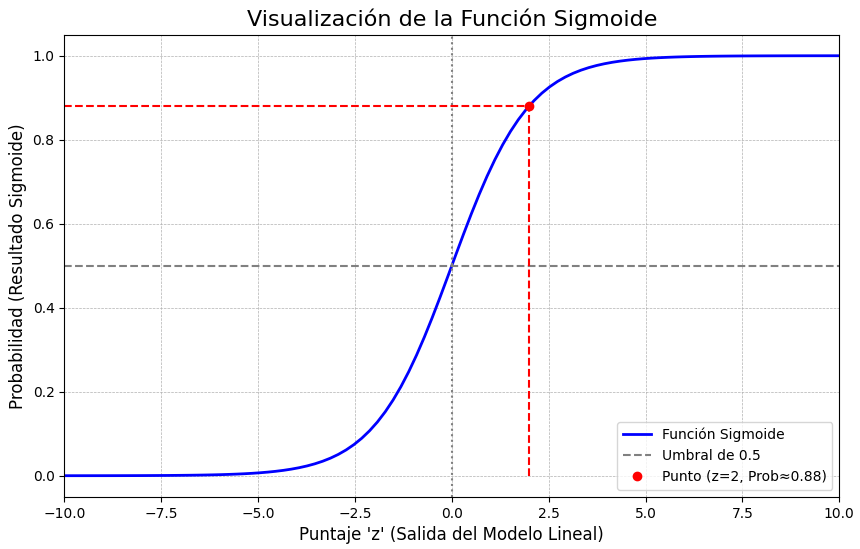 Visualización de la Función Sigmoide
Probabilidad (Resultado Sigmoide)
1.0
0.8
0.6
0.4
0.2
0.0
−10.0 −7.5 −5.0 −2.5 0.0 2.5 5.0 7.5 10.0
Puntaje 'z' (Salida del Modelo Lineal)
Función Sigmoide
Umbral de 0.5
Punto (z=2, Prob≈0.88)